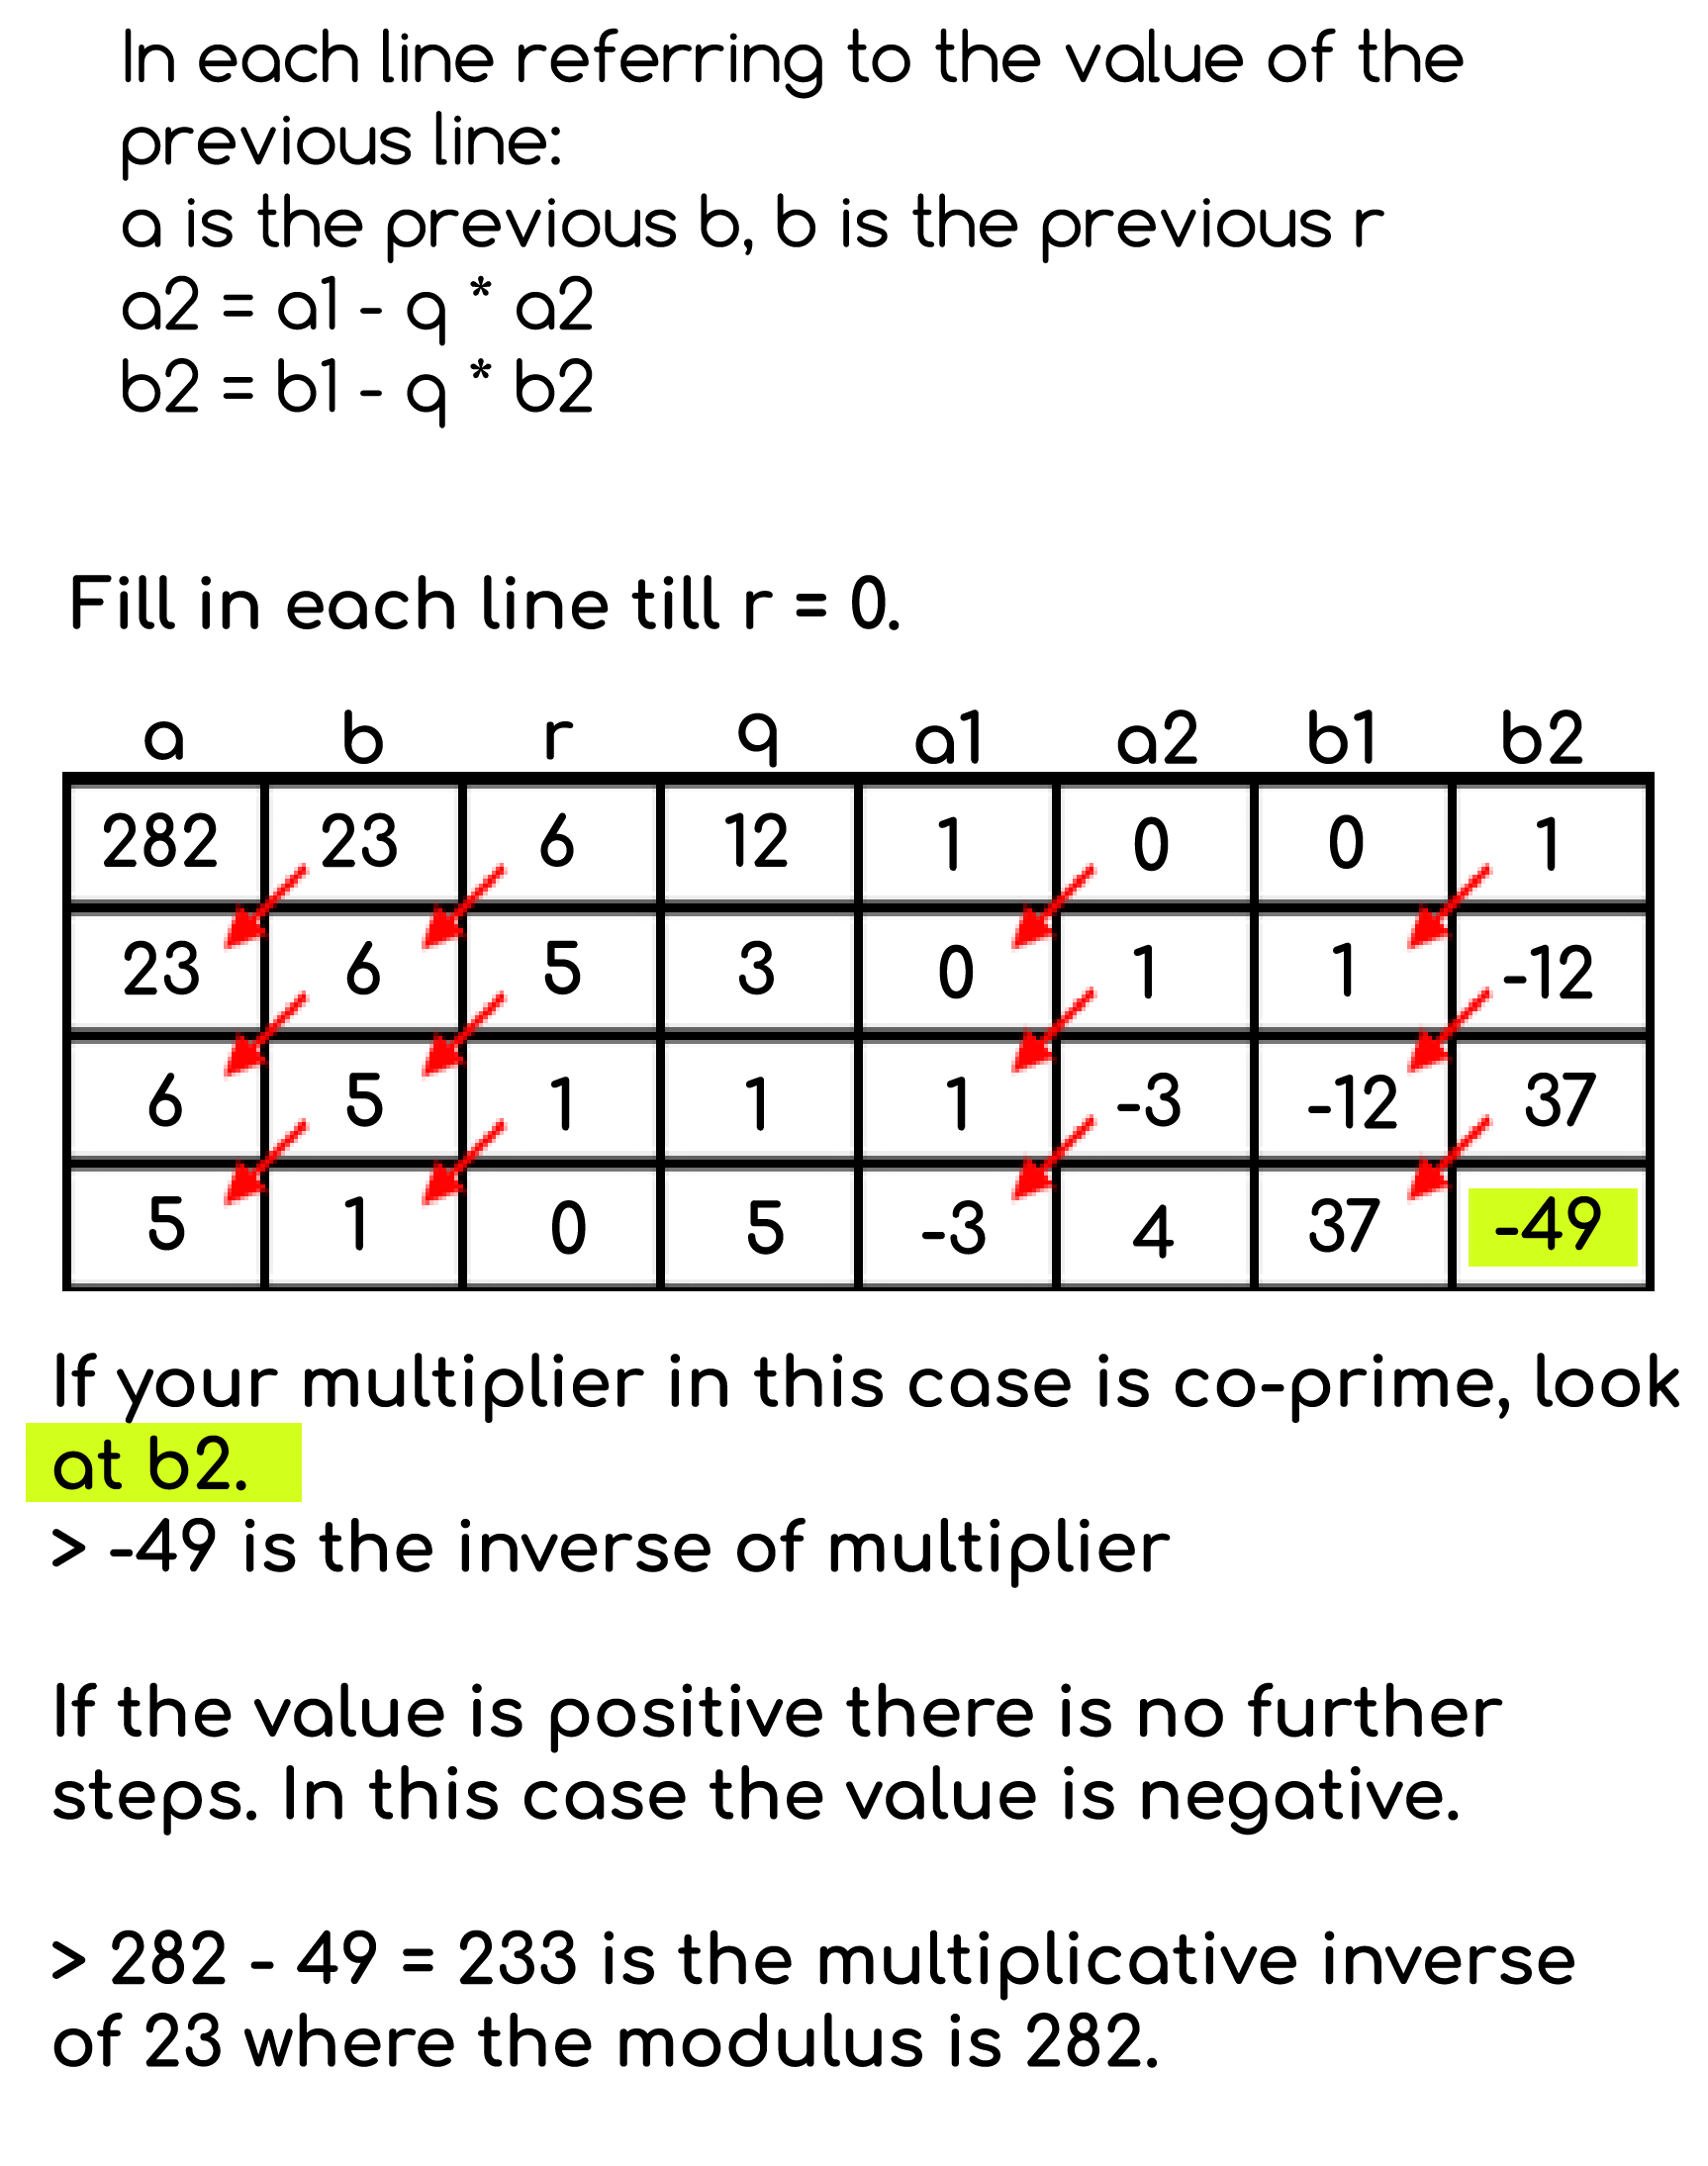 In each line referring to the value of the
previous line:
a is the previous b, b is the previous r
a2 = a1 - q * a2
b2 = b1 - q * b2
Fill in each line till r = 0.
a b r q a1 a2 b1 b2
282 23 6 12 1 0 0 1
23 6 5 3 0 1 1 -12
6 5 1 1 1 -3 -12 37
5 1 0 5 -3 4 37 -49
If your multiplier in this case is co-prime, look
at b2.
> -49 is the inverse of multiplier
If the value is positive there is no further
steps. In this case the value is negative.
> 282 - 49 = 233 is the multiplicative inverse
of 23 where the modulus is 282.